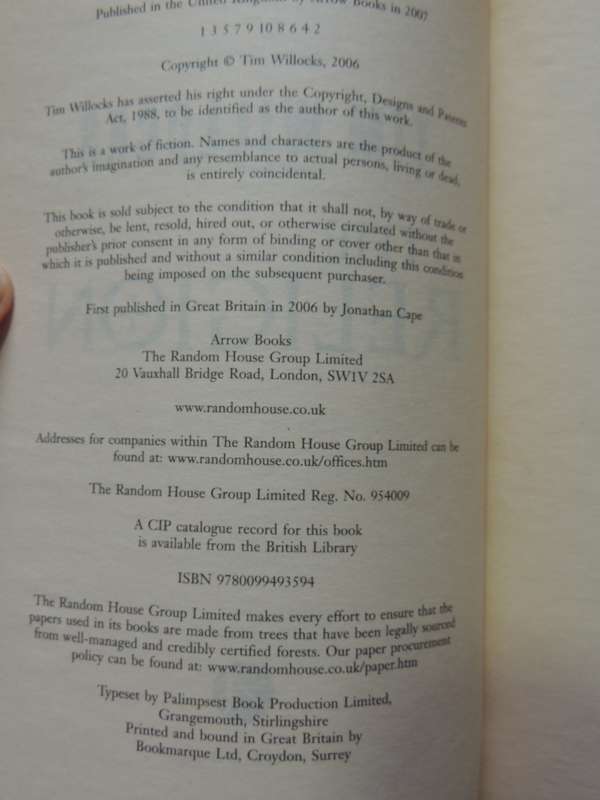 Published in the United Kingdom by Arrow Books in 2007
1 3 5 7 9 10 8 6 4 2
Copyright © Tim Willocks, 2006
Tim Willocks has asserted his right under the Copyright, Designs and Patents
Act, 1988, to be identified as the author of this work.
This is a work of fiction. Names and characters are the product of the
author's imagination and any resemblance to actual persons, living or dead,
is entirely coincidental.
This book is sold subject to the condition that it shall not, by way of trade or
otherwise, be lent, resold, hired out, or otherwise circulated without the
publisher's prior consent in any form of binding or cover other than that in
which it is published and without a similar condition including this condition
being imposed on the subsequent purchaser.
First published in Great Britain in 2006 by Jonathan Cape
Arrow Books
The Random House Group Limited
20 Vauxhall Bridge Road, London, SW1V 2SA
www.randomhouse.co.uk
Addresses for companies within The Random House Group Limited can be
found at: www.randomhouse.co.uk/offices.htm
The Random House Group Limited Reg. No. 954009
A CIP catalogue record for this book
is available from the British Library
ISBN 9780099493594
The Random House Group Limited makes every effort to ensure that the
papers used in its books are made from trees that have been legally sourced
from well-managed and credibly certified forests. Our paper procurement
policy can be found at: www.randomhouse.co.uk/paper.htm
Typeset by Palimpsest Book Production Limited,
Grangemouth, Stirlingshire
Printed and bound in Great Britain by
Bookmarque Ltd, Croydon, Surrey